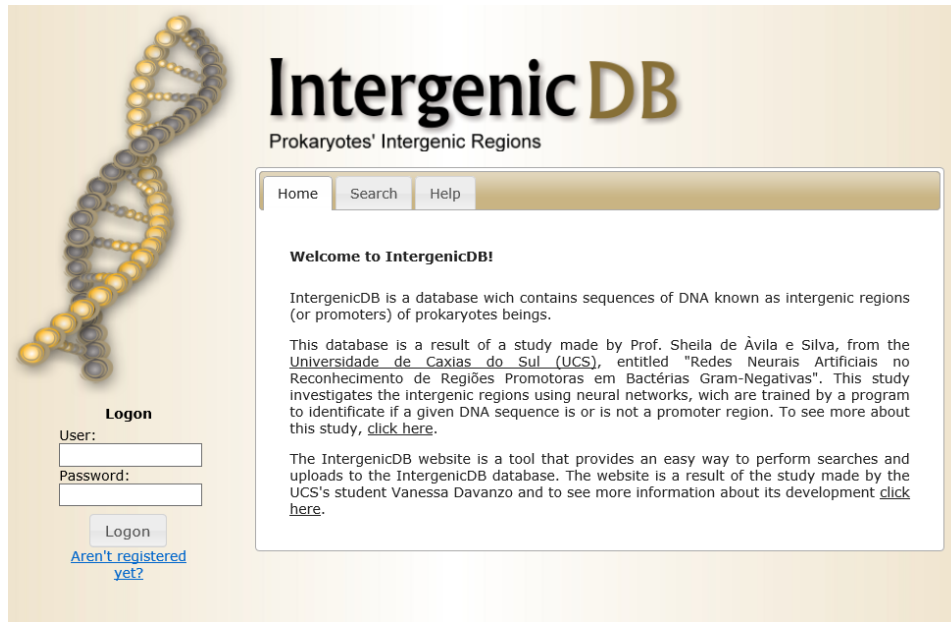 Intergenic DB
Prokaryotes' Intergenic Regions
Home Search Help
Welcome to IntergenicDB!
IntergenicDB is a database wich contains sequences of DNA known as intergenic regions
(or promoters) of prokaryotes beings.
This database is a result of a study made by Prof. Sheila de Àvila e Silva, from the
Universidade de Caxias do Sul (UCS), entitled "Redes Neurais Artificiais no
Reconhecimento de Regiões Promotoras em Bactérias Gram-Negativas". This study
investigates the intergenic regions using neural networks, wich are trained by a program
to identificate if a given DNA sequence is or is not a promoter region. To see more about
this study, click here.
The IntergenicDB website is a tool that provides an easy way to perform searches and
uploads to the IntergenicDB database. The website is a result of the study made by the
UCS's student Vanessa Davanzo and to see more information about its development click
here.
Logon
User:
Password:
Logon
Aren't registered
yet?